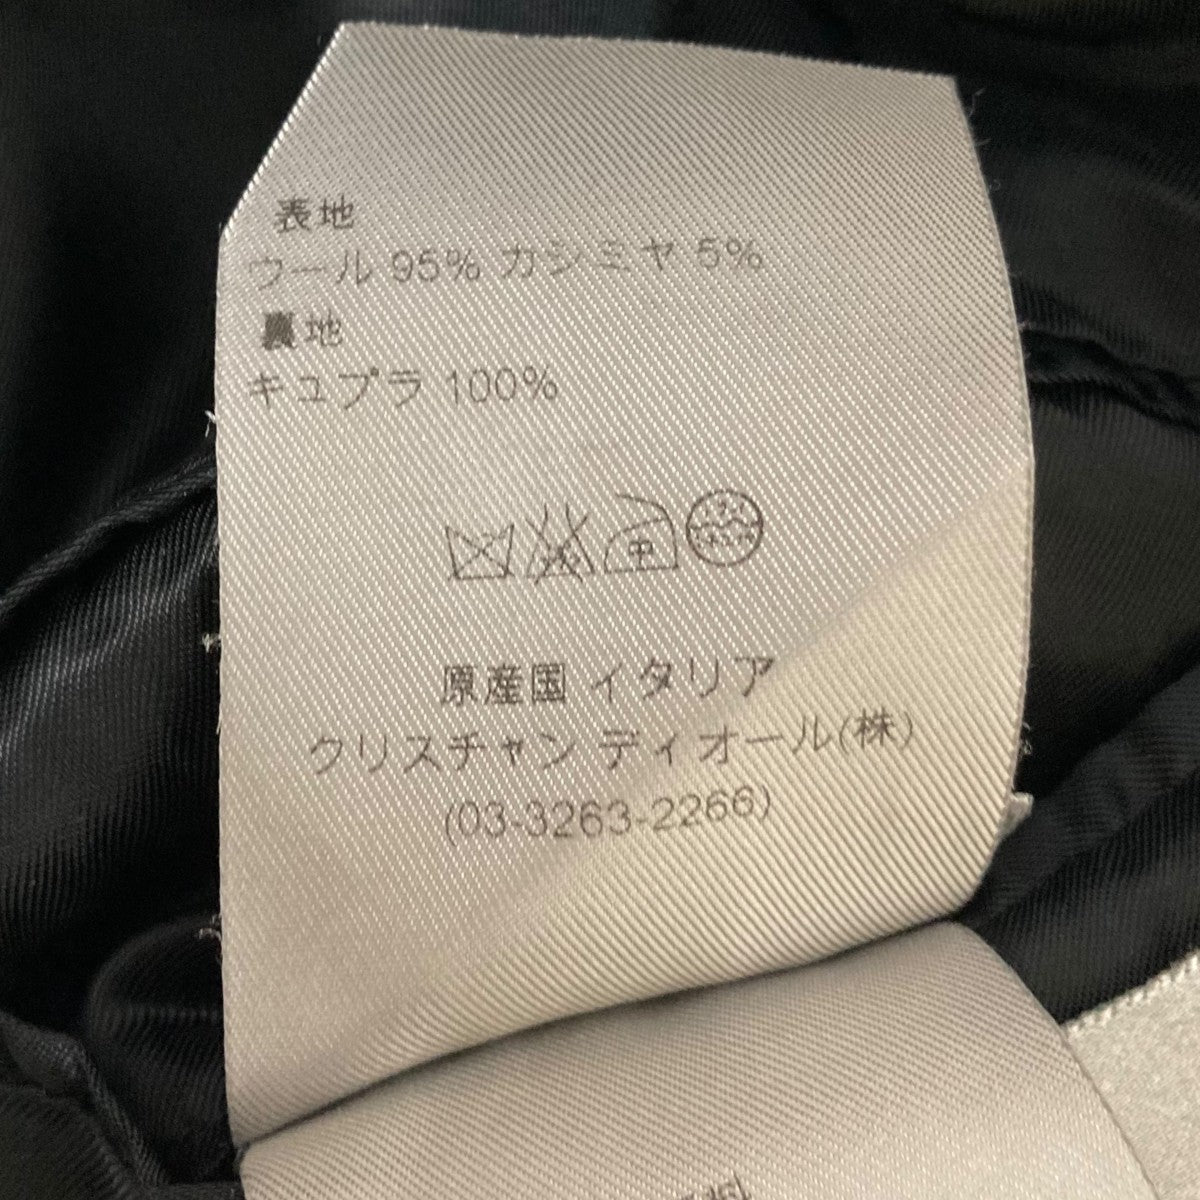 表地
ウール 95% カシミヤ 5%
裏地
キュプラ 100%
中
原産国 イタリア
クリスチャン ディオール(株)
(03-3263-2266)